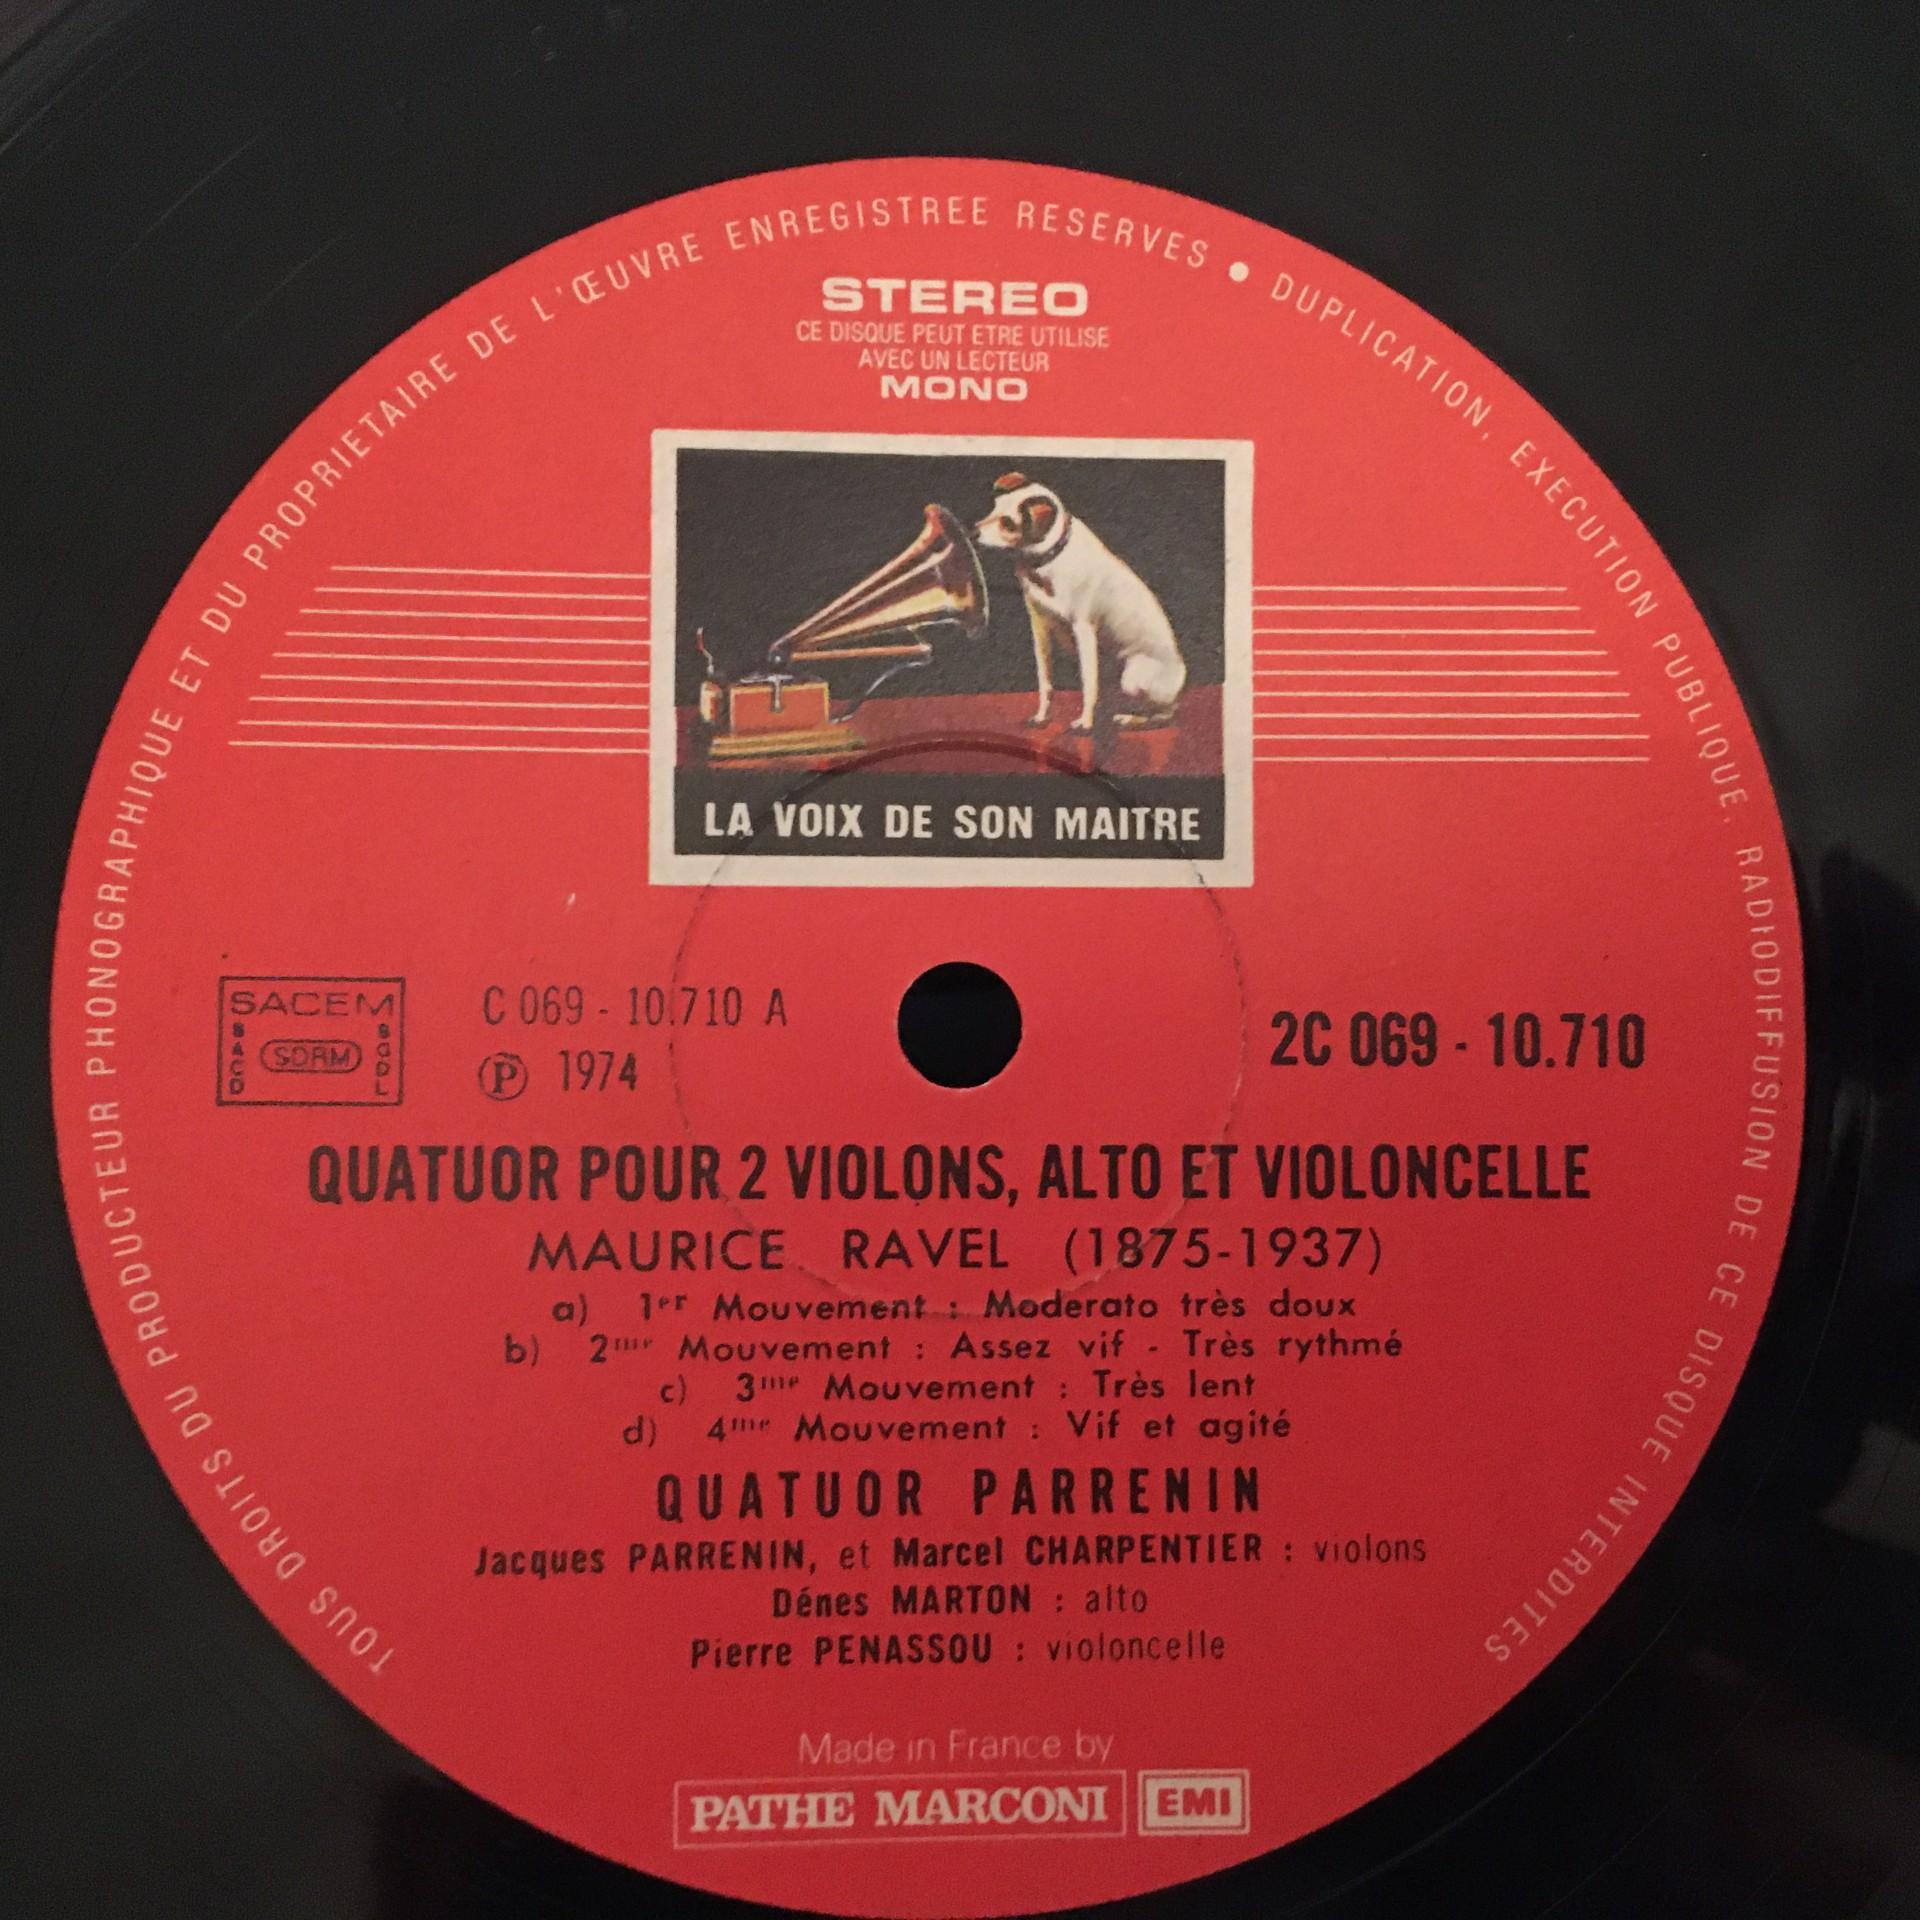 TOUS DROITS DU PRODUCTEUR PHONOGRAPHIQUE ET DU PROPRIETAIRE DE L'ŒUVRE ENREGISTREE RESERVES • DUPLICATION, EXECUTION PUBLIQUE, RADIODIFFUSION DE CE DISQUE INTERDITES
STEREO
CE DISQUE PEUT ETRE UTILISE
AVEC UN LECTEUR
MONO
LA VOIX DE SON MAITRE
SACEM
SACD
SDRM
SGDL
C 069 - 10.710 A
℗ 1974
2C 069 - 10.710
QUATUOR POUR 2 VIOLONS, ALTO ET VIOLONCELLE
MAURICE RAVEL (1875-1937)
a) 1er Mouvement : Moderato très doux
b) 2me Mouvement : Assez vif - Très rythmé
c) 3me Mouvement : Très lent
d) 4me Mouvement : Vif et agité
QUATUOR PARRENIN
Jacques PARRENIN, et Marcel CHARPENTIER : violons
Dénes MARTON : alto
Pierre PENASSOU : violoncelle
Made in France by
PATHE MARCONI EMI